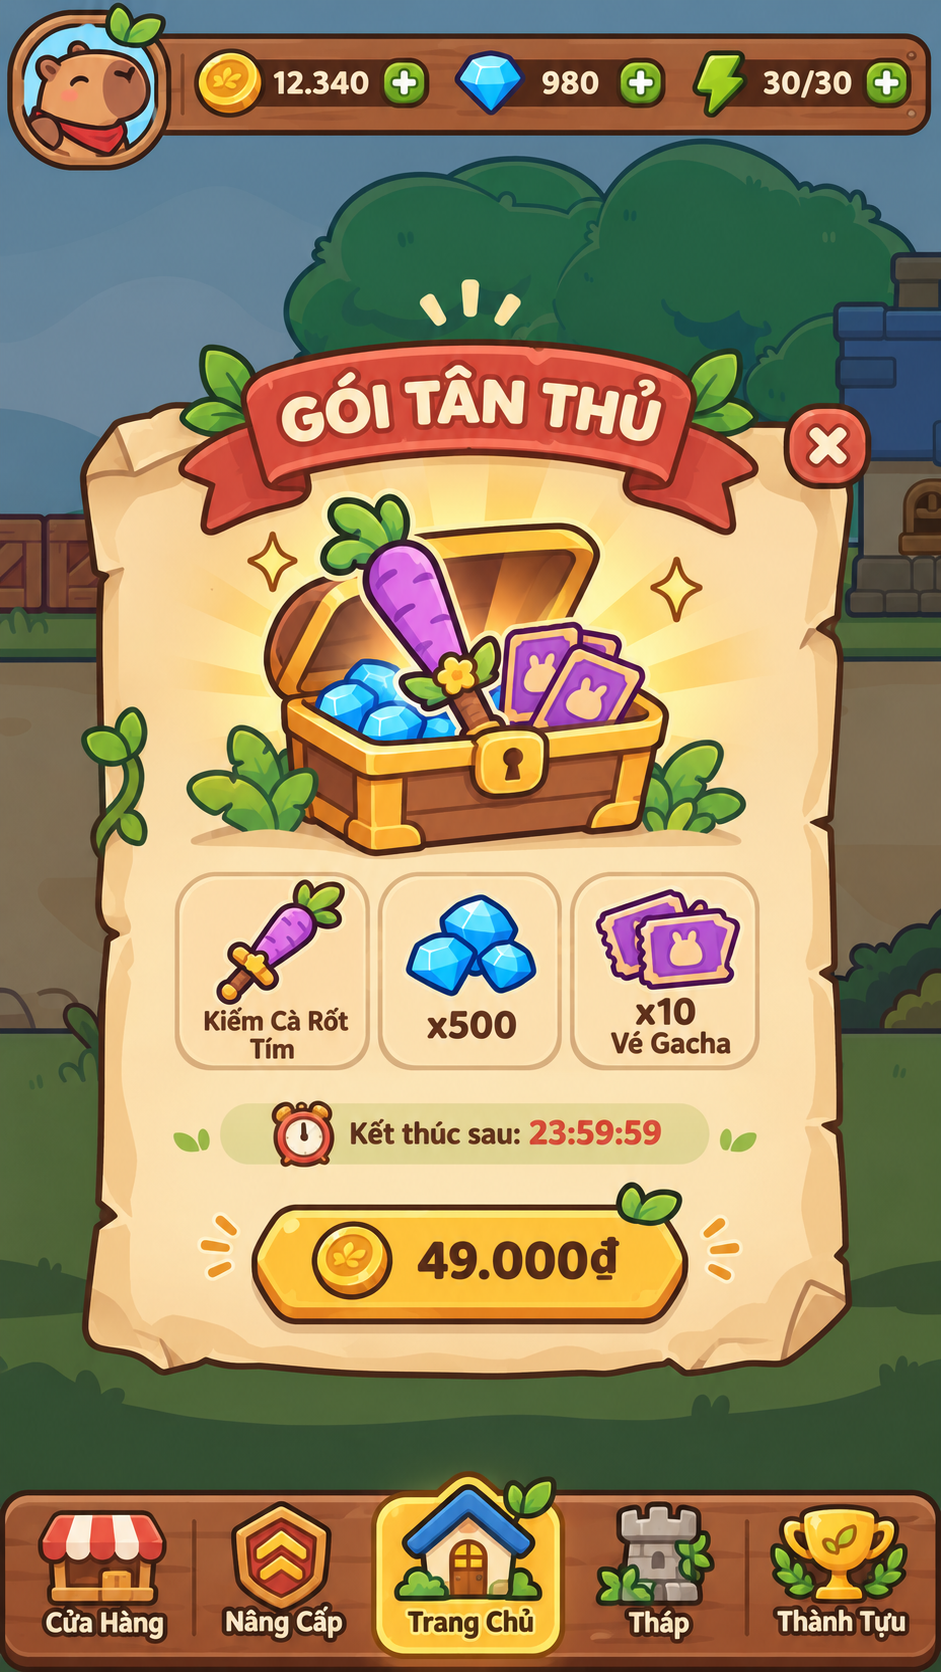 12.340
980
30/30
GÓI TÂN THỦ
Kiếm Cà Rốt
Tím
x500
x10
Vé Gacha
Kết thúc sau: 23:59:59
49.000₫
Cửa Hàng
Nâng Cấp
Trang Chủ
Tháp
Thành Tựu